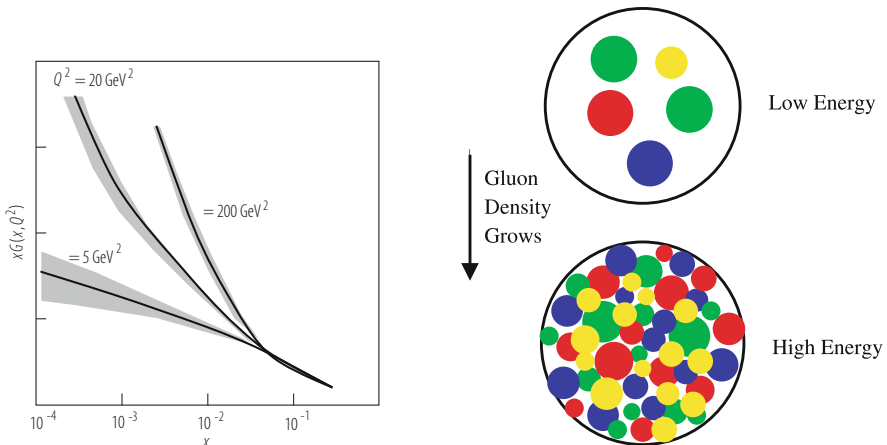 Q² = 20 GeV²
= 200 GeV²
= 5 GeV²
xG(x,Q²)
10⁻⁴
10⁻³
10⁻²
10⁻¹
x
Low Energy
Gluon
Density
Grows
High Energy